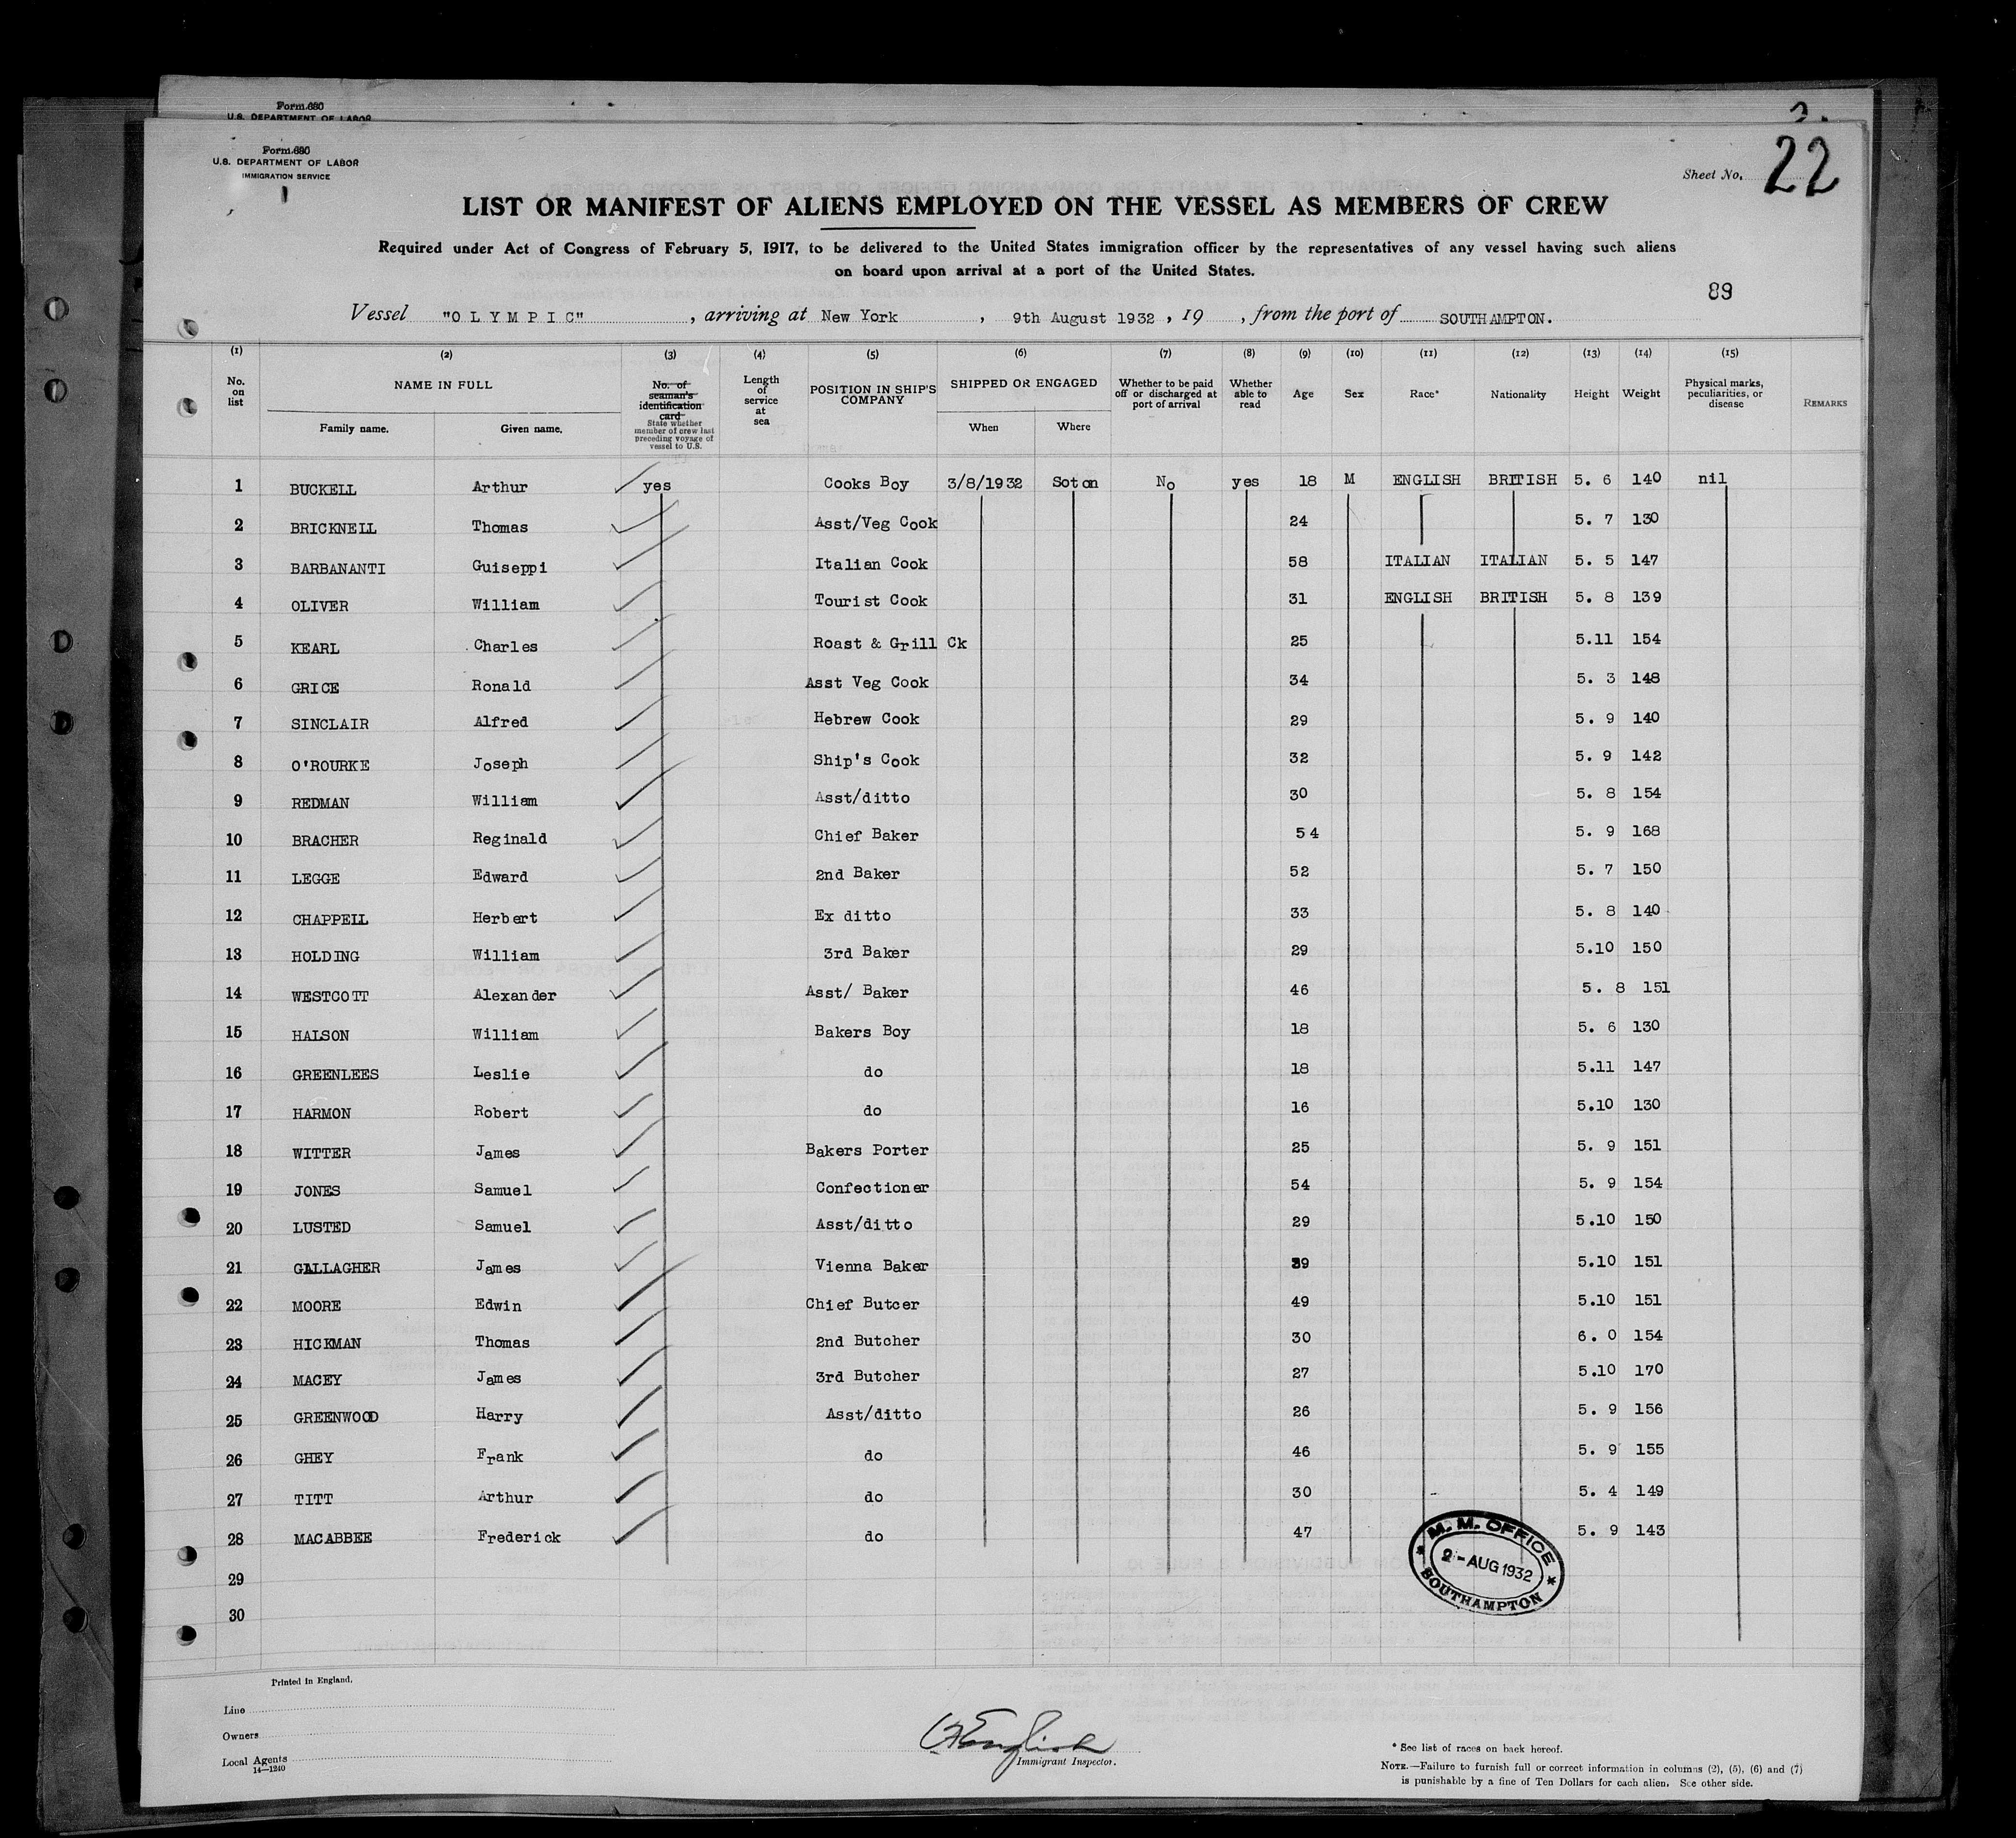 Form 680
U.S. DEPARTMENT OF LABOR
Form 680
U.S. DEPARTMENT OF LABOR
IMMIGRATION SERVICE
Sheet No. 22
LIST OR MANIFEST OF ALIENS EMPLOYED ON THE VESSEL AS MEMBERS OF CREW
Required under Act of Congress of February 5, 1917, to be delivered to the United States immigration officer by the representatives of any vessel having such aliens
on board upon arrival at a port of the United States.
89
Vessel "OLYMPIC", arriving at New York, 9th August 1932, 19 , from the port of SOUTHAMPTON.
(1) (2) (3) (4) (5) (6) (7) (8) (9) (10) (11) (12) (13) (14) (15)
No. on list NAME IN FULL Family name. Given name. No. of seaman's identification card State whether member of crew last preceding voyage of vessel to U.S. Length of service at sea POSITION IN SHIP'S COMPANY SHIPPED OR ENGAGED When Where Whether to be paid off or discharged at port of arrival Whether able to read Age Sex Race* Nationality Height Weight Physical marks, peculiarities, or disease REMARKS
1 BUCKELL Arthur yes Cooks Boy 3/8/1932 Soton No yes 18 M ENGLISH BRITISH 5. 6 140 nil
2 BRICKNELL Thomas Asst/Veg Cook 24 5. 7 130
3 BARBANANTI Guiseppi Italian Cook 58 ITALIAN ITALIAN 5. 5 147
4 OLIVER William Tourist Cook 31 ENGLISH BRITISH 5. 8 139
5 KEARL Charles Roast & Grill Ck 25 5.11 154
6 GRICE Ronald Asst Veg Cook 34 5. 3 148
7 SINCLAIR Alfred Hebrew Cook 29 5. 9 140
8 O'ROURKE Joseph Ship's Cook 32 5. 9 142
9 REDMAN William Asst/ditto 30 5. 8 154
10 BRACHER Reginald Chief Baker 54 5. 9 168
11 LEGGE Edward 2nd Baker 52 5. 7 150
12 CHAPPELL Herbert Ex ditto 33 5. 8 140
13 HOLDING William 3rd Baker 29 5.10 150
14 WESTCOTT Alexander Asst/ Baker 46 5. 8 151
15 HALSON William Bakers Boy 18 5. 6 130
16 GREENLEES Leslie do 18 5.11 147
17 HARMON Robert do 16 5.10 130
18 WITTER James Bakers Porter 25 5. 9 151
19 JONES Samuel Confectioner 54 5. 9 154
20 LUSTED Samuel Asst/ditto 29 5.10 150
21 GALLAGHER James Vienna Baker 5.10 151
22 MOORE Edwin Chief Butcer 49 5.10 151
23 HICKMAN Thomas 2nd Butcher 30 6. 0 154
24 MACEY James 3rd Butcher 27 5.10 170
25 GREENWOOD Harry Asst/ditto 26 5. 9 156
26 GHEY Frank do 46 5. 9 155
27 TITT Arthur do 30 5. 4 149
28 MACABBEE Frederick do 47 5. 9 143
29
30
M. M. OFFICE
2-AUG 1932
SOUTHAMPTON
Printed in England.
Line
Owners
Local Agents
14—1240
English
Immigrant Inspector.
* See list of races on back hereof.
NOTE.—Failure to furnish full or correct information in columns (2), (5), (6) and (7)
is punishable by a fine of Ten Dollars for each alien. See other side.